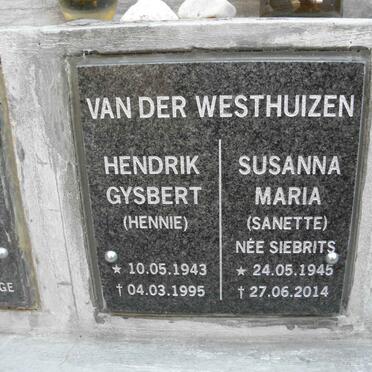 VAN DER WESTHUIZEN
HENDRIK
GYSBERT
(HENNIE)
★ 10.05.1943
† 04.03.1995
SUSANNA
MARIA
(SANETTE)
NÉE SIEBRITS
★ 24.05.1945
† 27.06.2014
GE